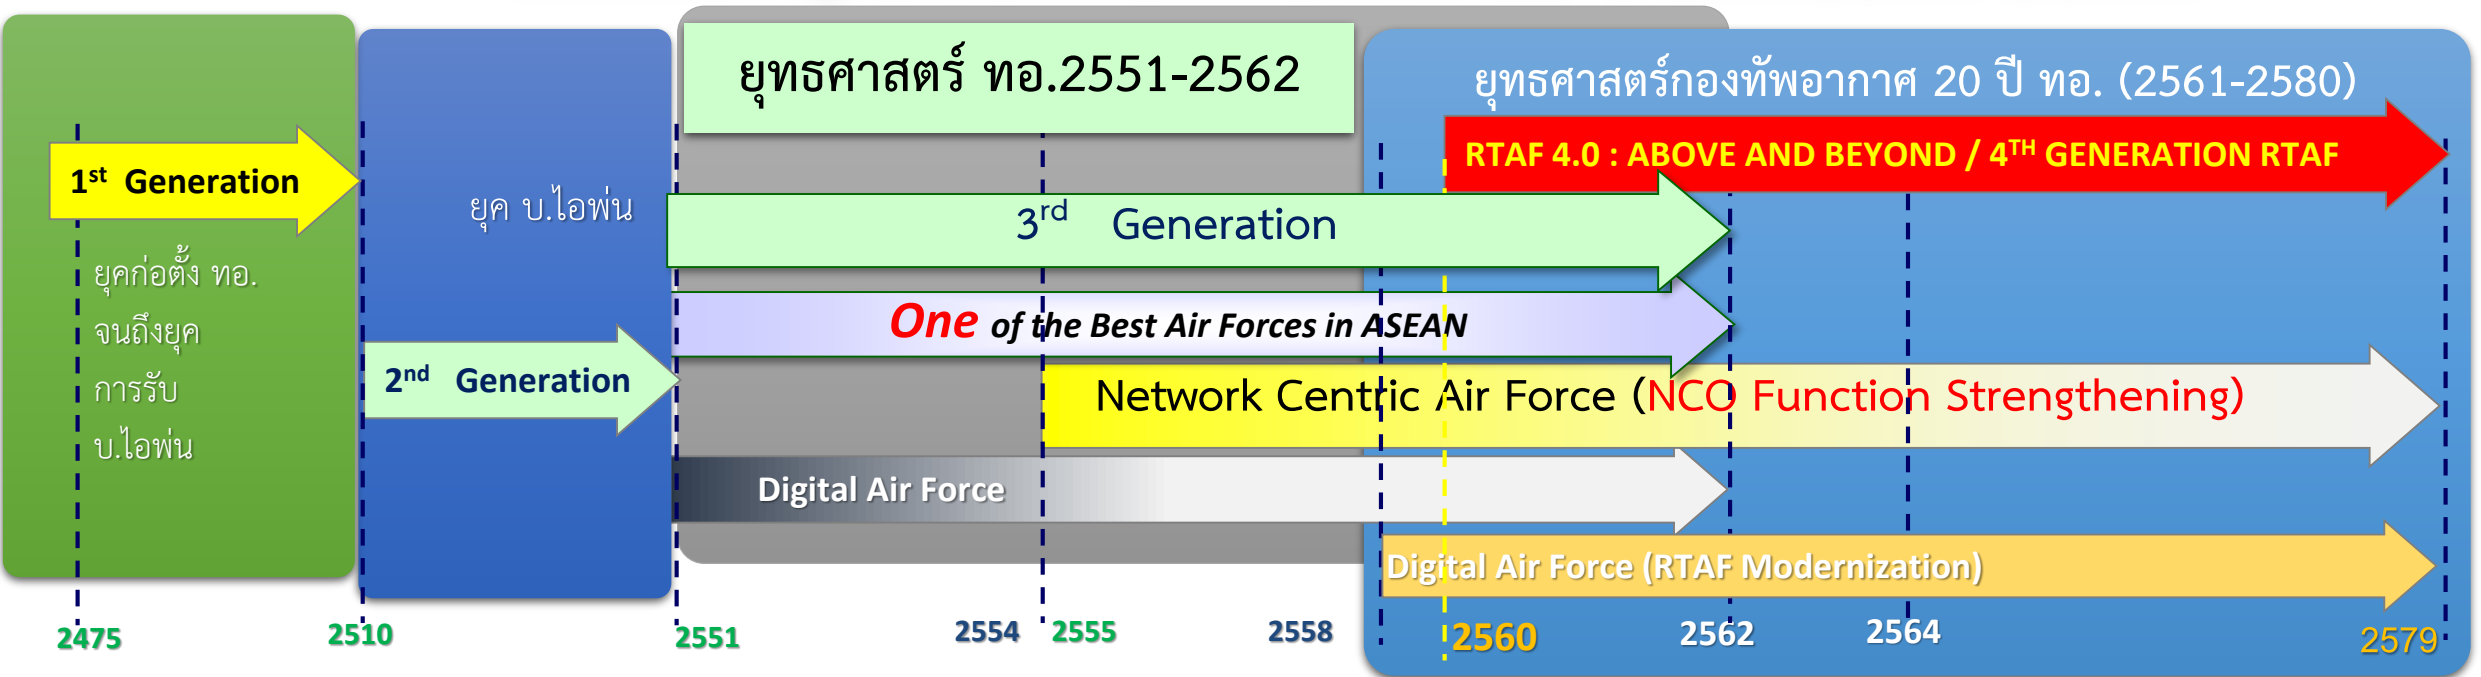 ยุทธศาสตร์ ทอ.2551-2562
ยุทธศาสตร์กองทัพอากาศ 20 ปี ทอ. (2561-2580)
RTAF 4.0 : ABOVE AND BEYOND / 4TH GENERATION RTAF
1st Generation
ยุค บ.ไอพ่น
3rd Generation
ยุคก่อตั้ง ทอ.
จนถึงยุค
การรับ
บ.ไอพ่น
One of the Best Air Forces in ASEAN
2nd Generation
Network Centric Air Force (NCO Function Strengthening)
Digital Air Force
Digital Air Force (RTAF Modernization)
2475 2510 2551 2554 2555 2558 2560 2562 2564 2579